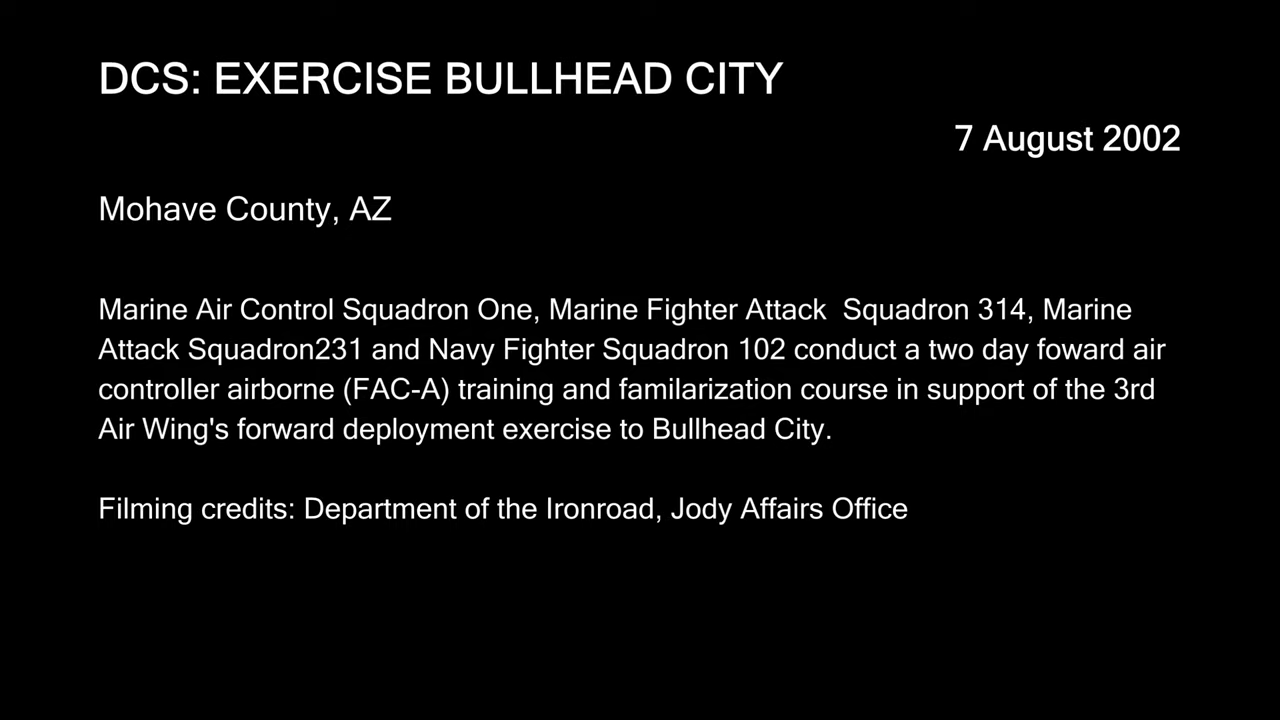 DCS: EXERCISE BULLHEAD CITY
7 August 2002
Mohave County, AZ
Marine Air Control Squadron One, Marine Fighter Attack  Squadron 314, Marine
Attack Squadron231 and Navy Fighter Squadron 102 conduct a two day foward air
controller airborne (FAC-A) training and familarization course in support of the 3rd
Air Wing's forward deployment exercise to Bullhead City.
Filming credits: Department of the Ironroad, Jody Affairs Office